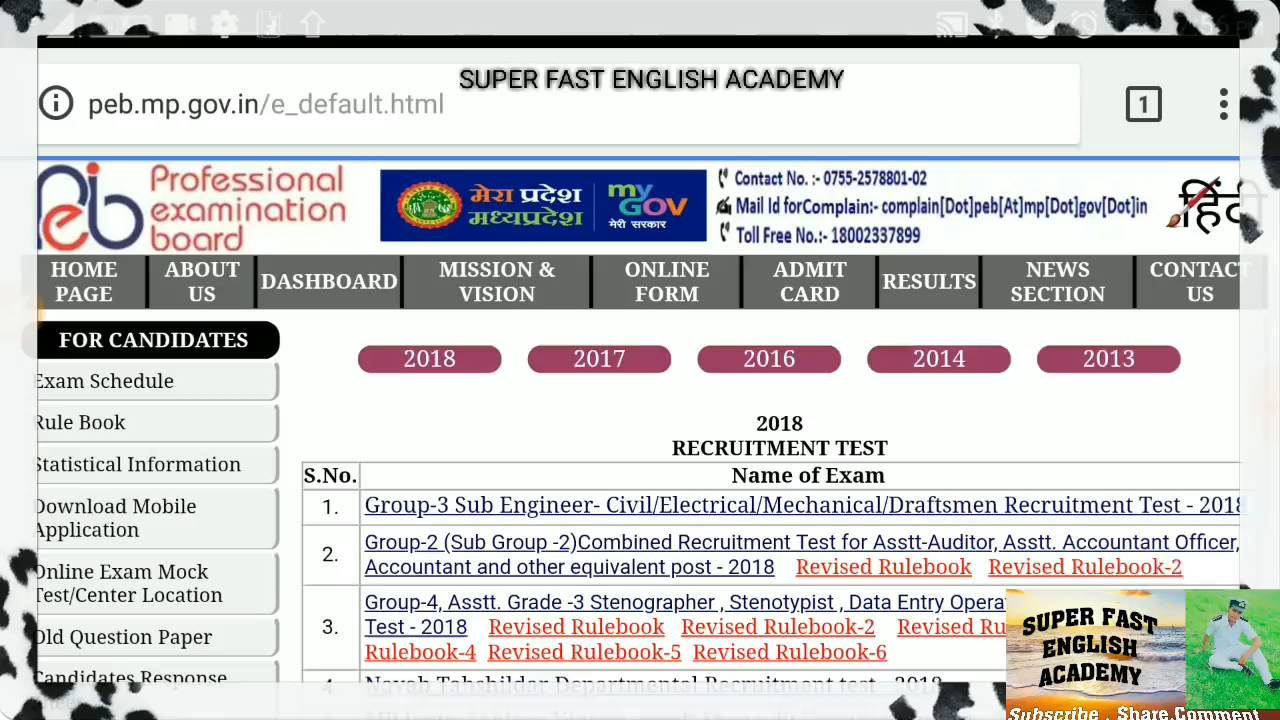 SUPER FAST ENGLISH ACADEMY
peb.mp.gov.in/e_default.html
1
Professional
examination
board
मेरा प्रदेश
मध्यप्रदेश
my
GOV
मेरी सरकार
Contact No. :- 0755-2578801-02
Mail Id forComplain:- complain[Dot]peb[At]mp[Dot]gov[Dot]in
Toll Free No.:- 18002337899
हिंदी
HOME PAGE
ABOUT US
DASHBOARD
MISSION & VISION
ONLINE FORM
ADMIT CARD
RESULTS
NEWS SECTION
CONTACT US
FOR CANDIDATES
Exam Schedule
Rule Book
Statistical Information
Download Mobile
Application
Online Exam Mock
Test/Center Location
Old Question Paper
Candidates Response
2018
2017
2016
2014
2013
2018
RECRUITMENT TEST
S.No. Name of Exam
1. Group-3 Sub Engineer- Civil/Electrical/Mechanical/Draftsmen Recruitment Test - 2018
2. Group-2 (Sub Group -2)Combined Recruitment Test for Asstt-Auditor, Asstt. Accountant Officer,
Accountant and other equivalent post - 2018 Revised Rulebook Revised Rulebook-2
3. Group-4, Asstt. Grade -3 Stenographer , Stenotypist , Data Entry Opera
Test - 2018 Revised Rulebook Revised Rulebook-2 Revised Ru
Rulebook-4 Revised Rulebook-5 Revised Rulebook-6
Nayab Tahshildar Departmental Recruitment test - 2018
SUPER FAST
ENGLISH
ACADEMY
Subscribe , Share,Comment